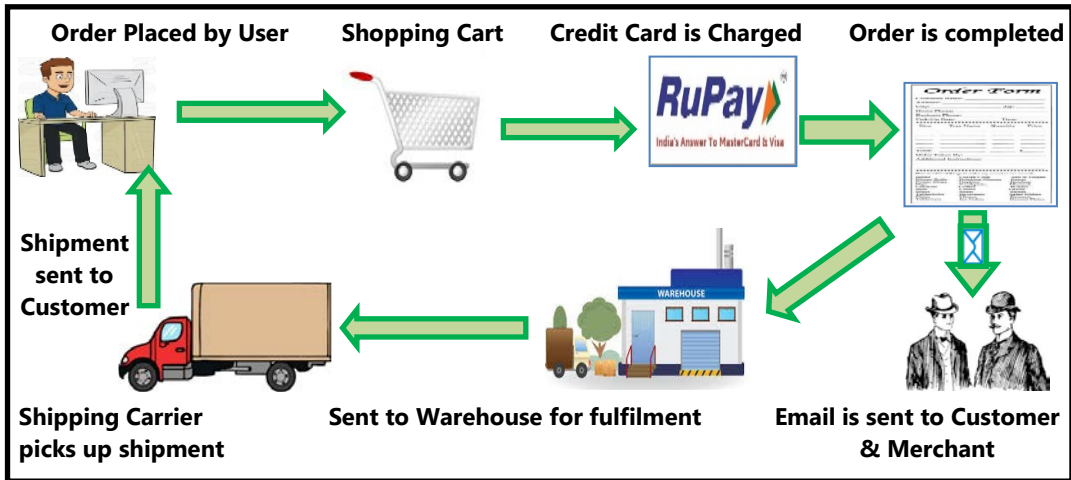 Order Placed by User
Shopping Cart
Credit Card is Charged
Order is completed
RuPay
India's Answer To MasterCard & Visa
Order Form
Shipment
sent to
Customer
WAREHOUSE
Shipping Carrier
picks up shipment
Sent to Warehouse for fulfilment
Email is sent to Customer
& Merchant